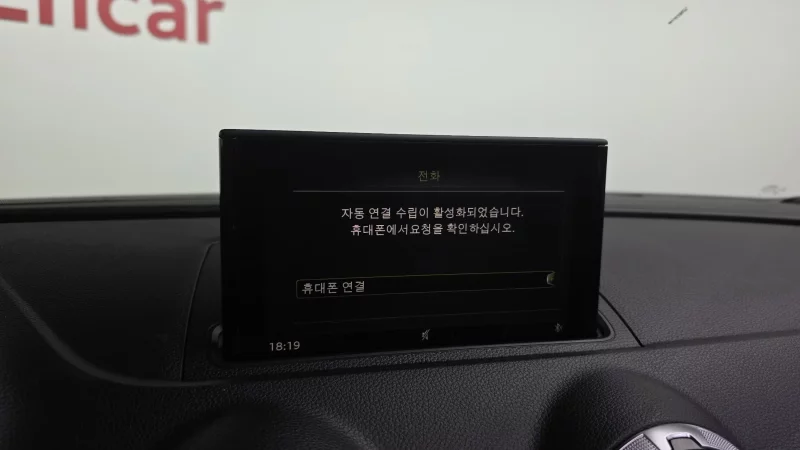 Encar
전화
자동 연결 수립이 활성화되었습니다.
휴대폰에서요청을 확인하십시오.
휴대폰 연결
18:19